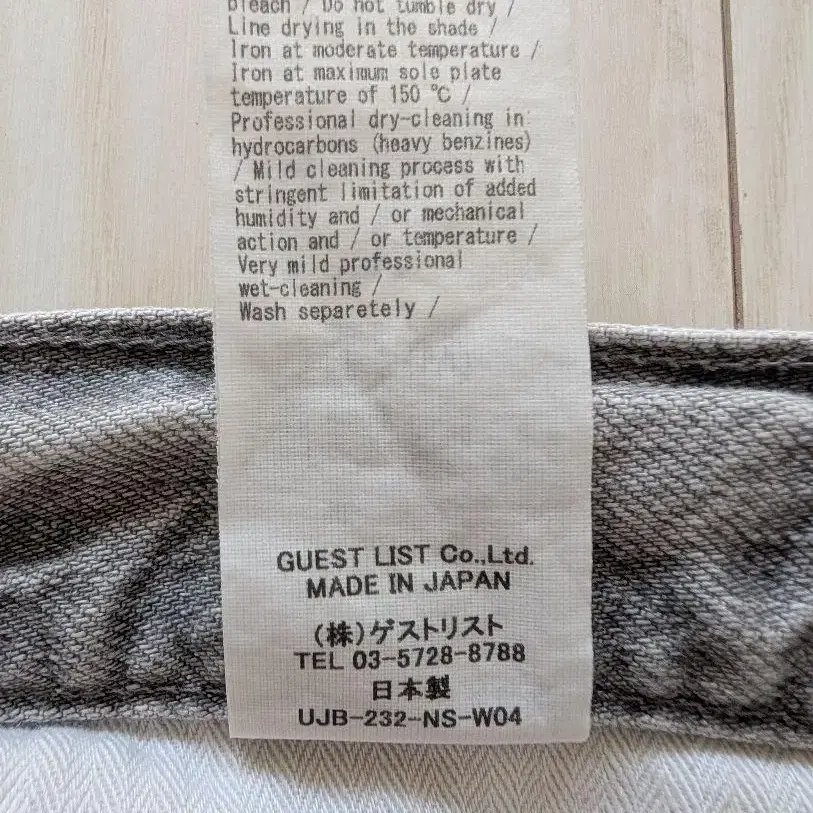 bleach / Do not tumble dry /
Line drying in the shade /
Iron at moderate temperature /
Iron at maximum sole plate
temperature of 150 ℃ /
Professional dry-cleaning in
hydrocarbons (heavy benzines)
/ Mild cleaning process with
stringent limitation of added
humidity and / or mechanical
action and / or temperature /
Very mild professional
wet-cleaning /
Wash separetely /
GUEST LIST Co.,Ltd.
MADE IN JAPAN
(株)ゲストリスト
TEL 03-5728-8788
日本製
UJB-232-NS-W04